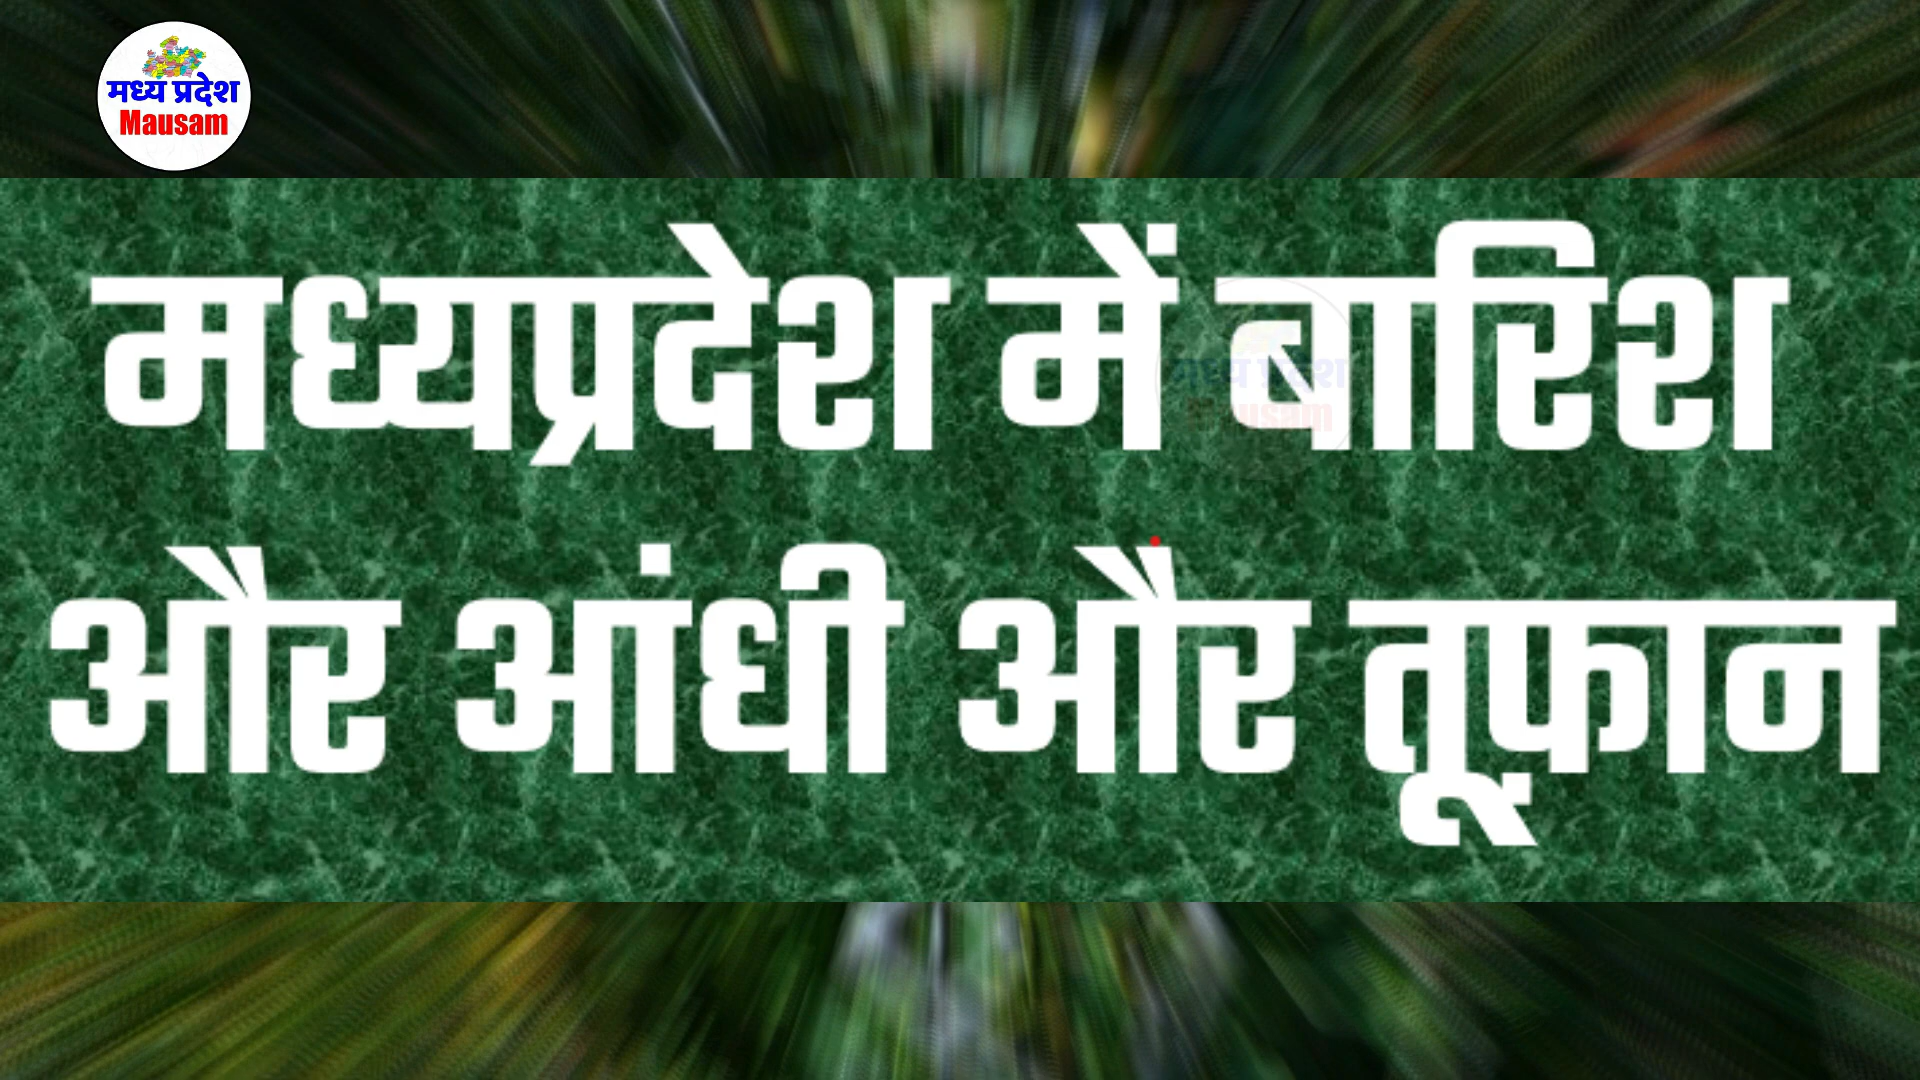 मध्य प्रदेश
Mausam
मध्यप्रदेश में बारिश
और आंधी और तूफान